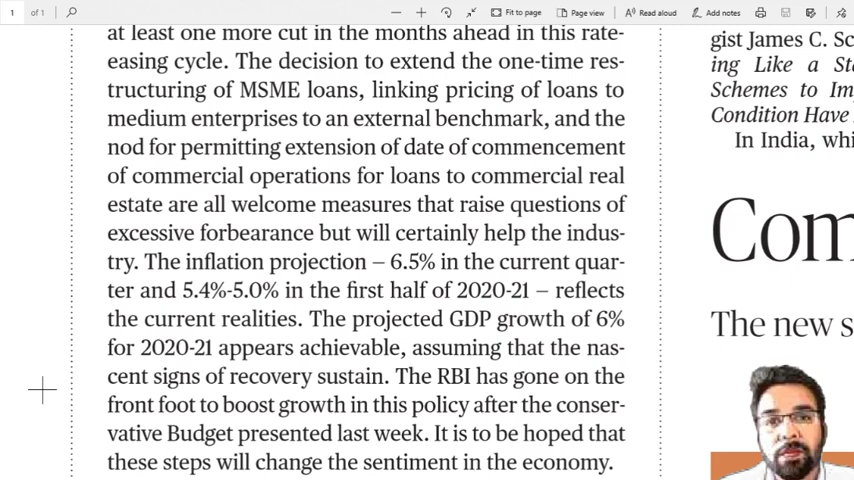 1 of 1 Fit to page Page view Read aloud Add notes
at least one more cut in the months ahead in this rate-
easing cycle. The decision to extend the one-time res-
tructuring of MSME loans, linking pricing of loans to
medium enterprises to an external benchmark, and the
nod for permitting extension of date of commencement
of commercial operations for loans to commercial real
estate are all welcome measures that raise questions of
excessive forbearance but will certainly help the indus-
try. The inflation projection – 6.5% in the current quar-
ter and 5.4%-5.0% in the first half of 2020-21 – reflects
the current realities. The projected GDP growth of 6%
for 2020-21 appears achievable, assuming that the nas-
cent signs of recovery sustain. The RBI has gone on the
front foot to boost growth in this policy after the conser-
vative Budget presented last week. It is to be hoped that
these steps will change the sentiment in the economy.
gist James C. Sc
ing Like a Sta
Schemes to Im
Condition Have
In India, whi
Com
The new s